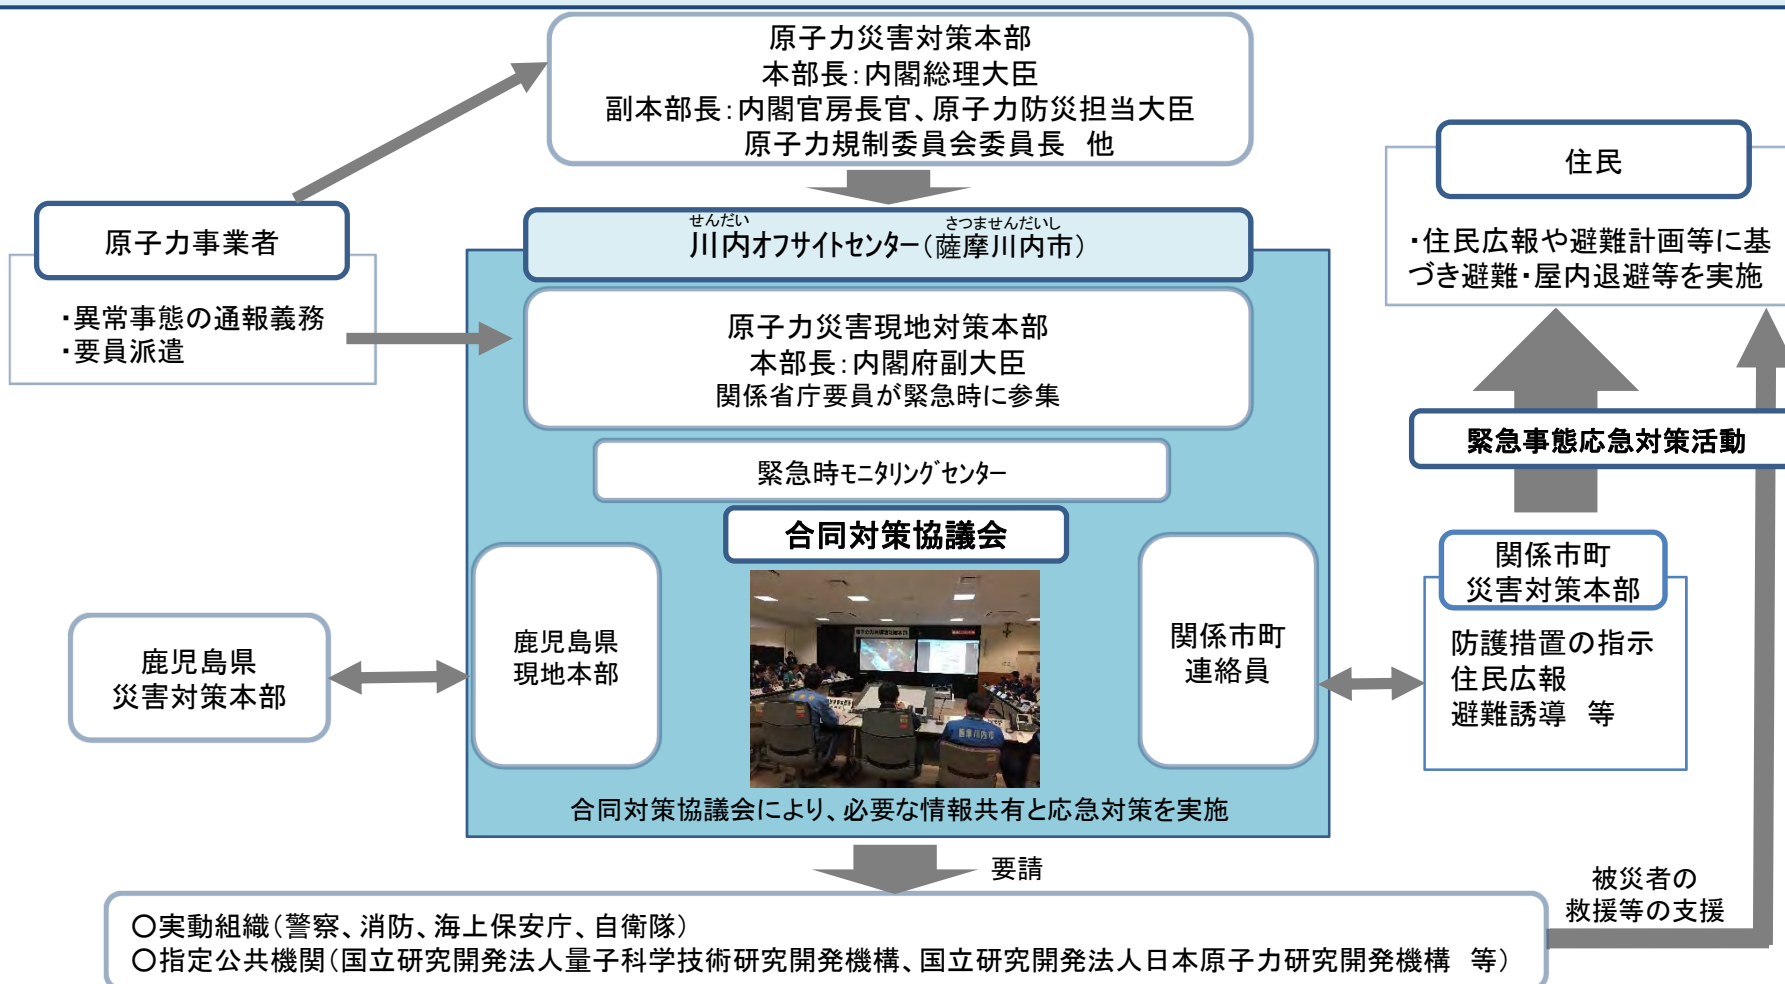 原子力災害対策本部
本部長：内閣総理大臣
副本部長：内閣官房長官、原子力防災担当大臣
原子力規制委員会委員長　他
原子力事業者
・異常事態の通報義務
・要員派遣
せんだい
さつませんだいし
川内オフサイトセンター（薩摩川内市）
原子力災害現地対策本部
本部長：内閣府副大臣
関係省庁要員が緊急時に参集
緊急時モニタリングセンター
合同対策協議会
鹿児島県
災害対策本部
鹿児島県
現地本部
薩摩川内市
関係市町
連絡員
合同対策協議会により、必要な情報共有と応急対策を実施
住民
・住民広報や避難計画等に基
づき避難・屋内退避等を実施
緊急事態応急対策活動
関係市町
災害対策本部
防護措置の指示
住民広報
避難誘導　等
要請
被災者の
救援等の支援
○実動組織（警察、消防、海上保安庁、自衛隊）
○指定公共機関（国立研究開発法人量子科学技術研究開発機構、国立研究開発法人日本原子力研究開発機構　等）